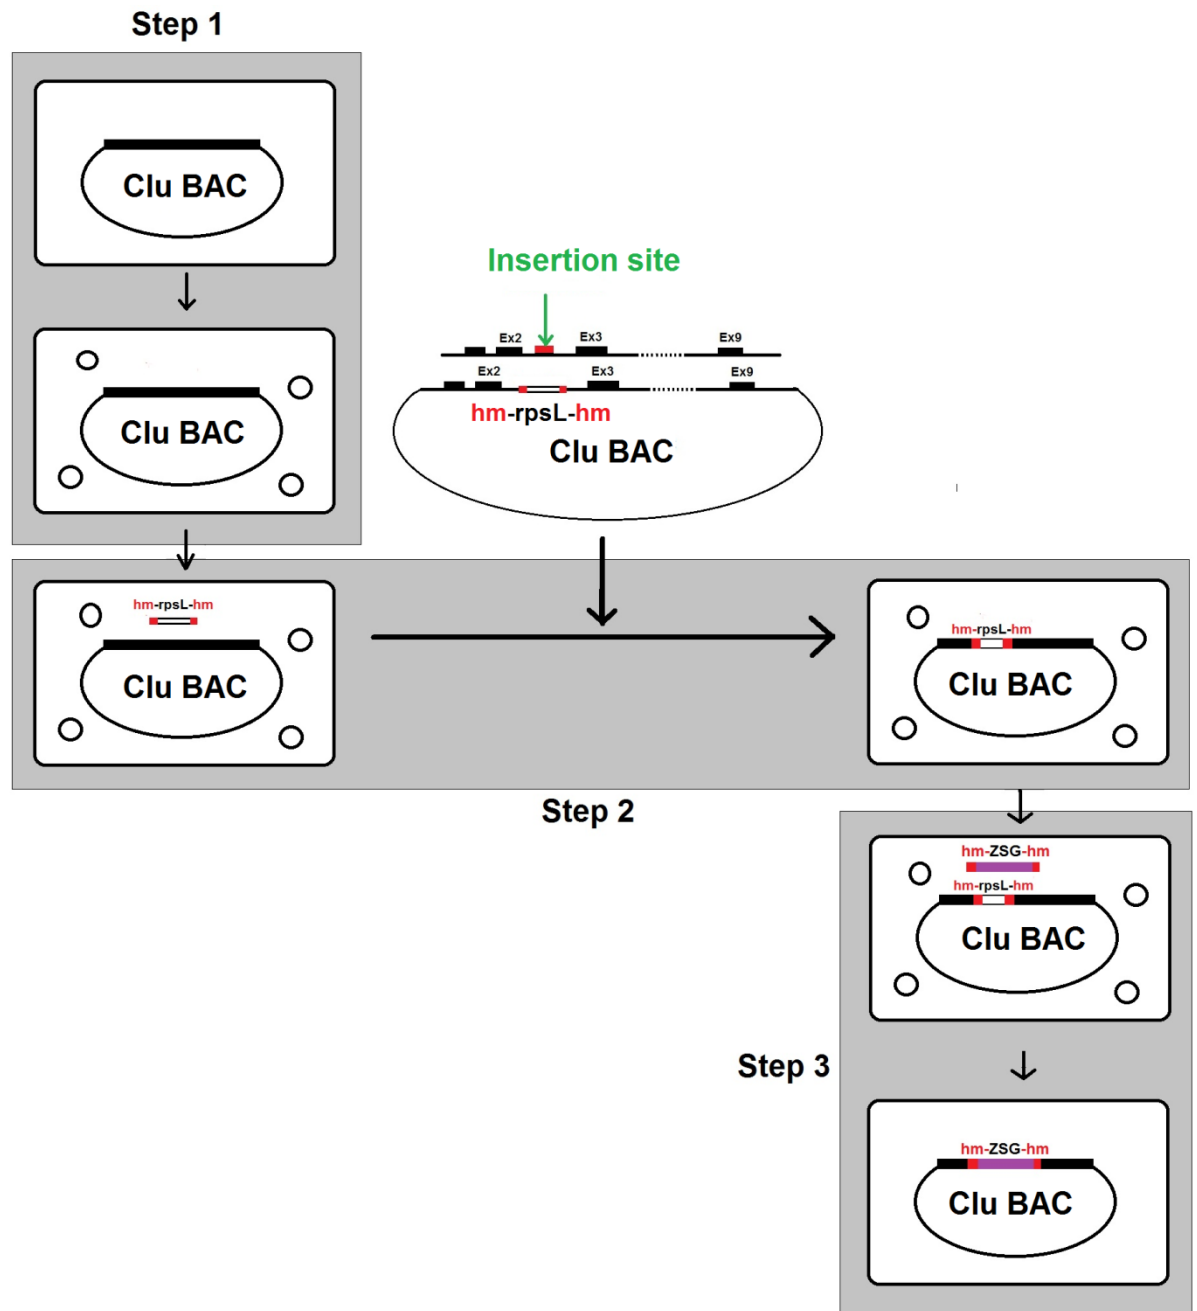 Step 1
Clu BAC
Clu BAC
Insertion site
Ex2 Ex3 Ex9
Ex2 Ex3 Ex9
hm-rpsL-hm
Clu BAC
hm-rpsL-hm
Clu BAC
hm-rpsL-hm
Clu BAC
Step 2
hm-ZSG-hm
hm-rpsL-hm
Clu BAC
Step 3
hm-ZSG-hm
Clu BAC